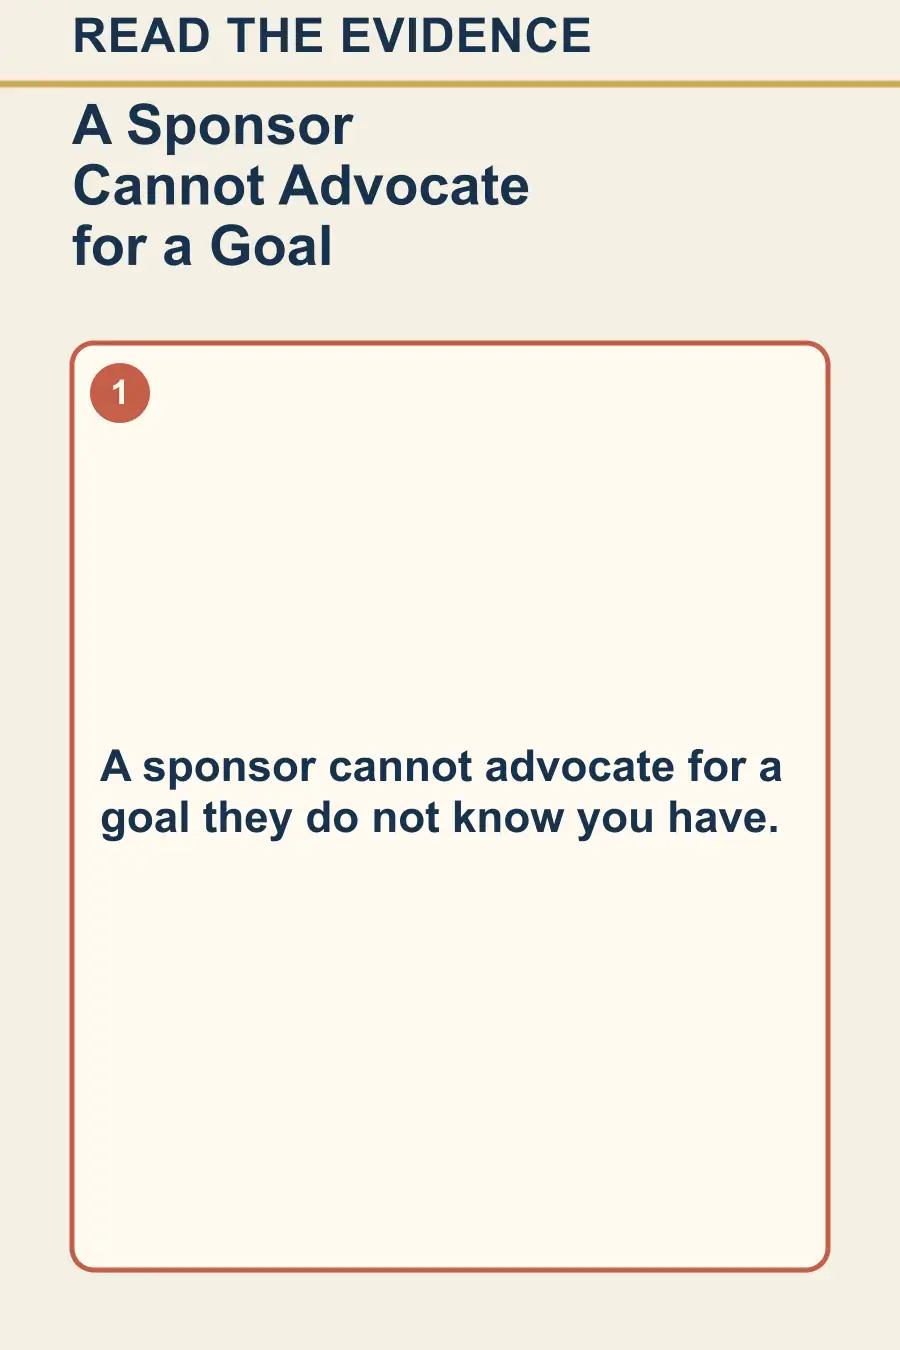 READ THE EVIDENCE
A Sponsor
Cannot Advocate
for a Goal
1
A sponsor cannot advocate for a
goal they do not know you have.